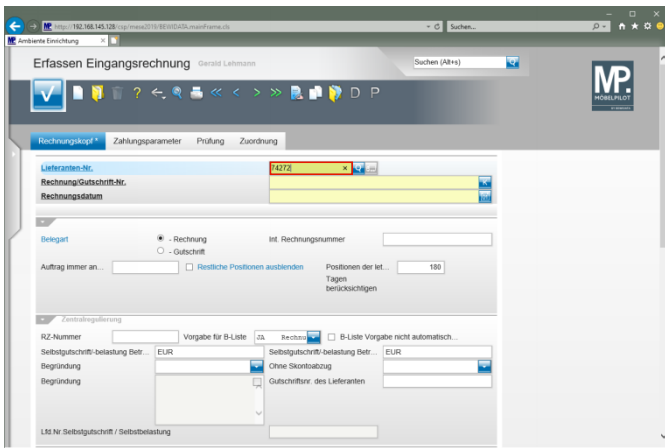 http://192.168.145.128/csp/mese2019/BEWIDATA.mainFrame.cls Suchen...
Ambiente Einrichtung
Erfassen Eingangsrechnung Gerald Lehmann Suchen (Alt+s)
D P
MP.
MÖBELPILOT
Rechnungskopf * Zahlungsparameter Prüfung Zuordnung
Lieferanten-Nr. 74272
Rechnung/Gutschrift-Nr.
Rechnungsdatum
Belegart - Rechnung Int. Rechnungsnummer
- Gutschrift
Auftrag immer an... Restliche Positionen ausblenden Positionen der let... 180
Tagen
berücksichtigen
Zentralregulierung
RZ-Nummer Vorgabe für B-Liste JA Rechnu B-Liste Vorgabe nicht automatisch...
Selbstgutschrift/-belastung Betr... EUR Selbstgutschrift/-belastung Betr... EUR
Begründung Ohne Skontoabzug
Begründung Gutschriftsnr. des Lieferanten
Lfd.Nr.Selbstgutschrift / Selbstbelastung